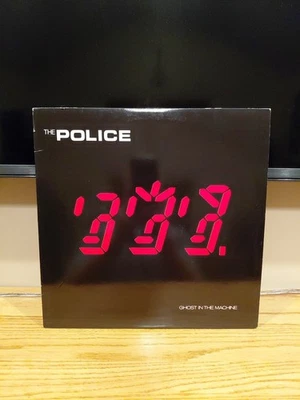 THE POLICE
GHOST IN THE MACHINE